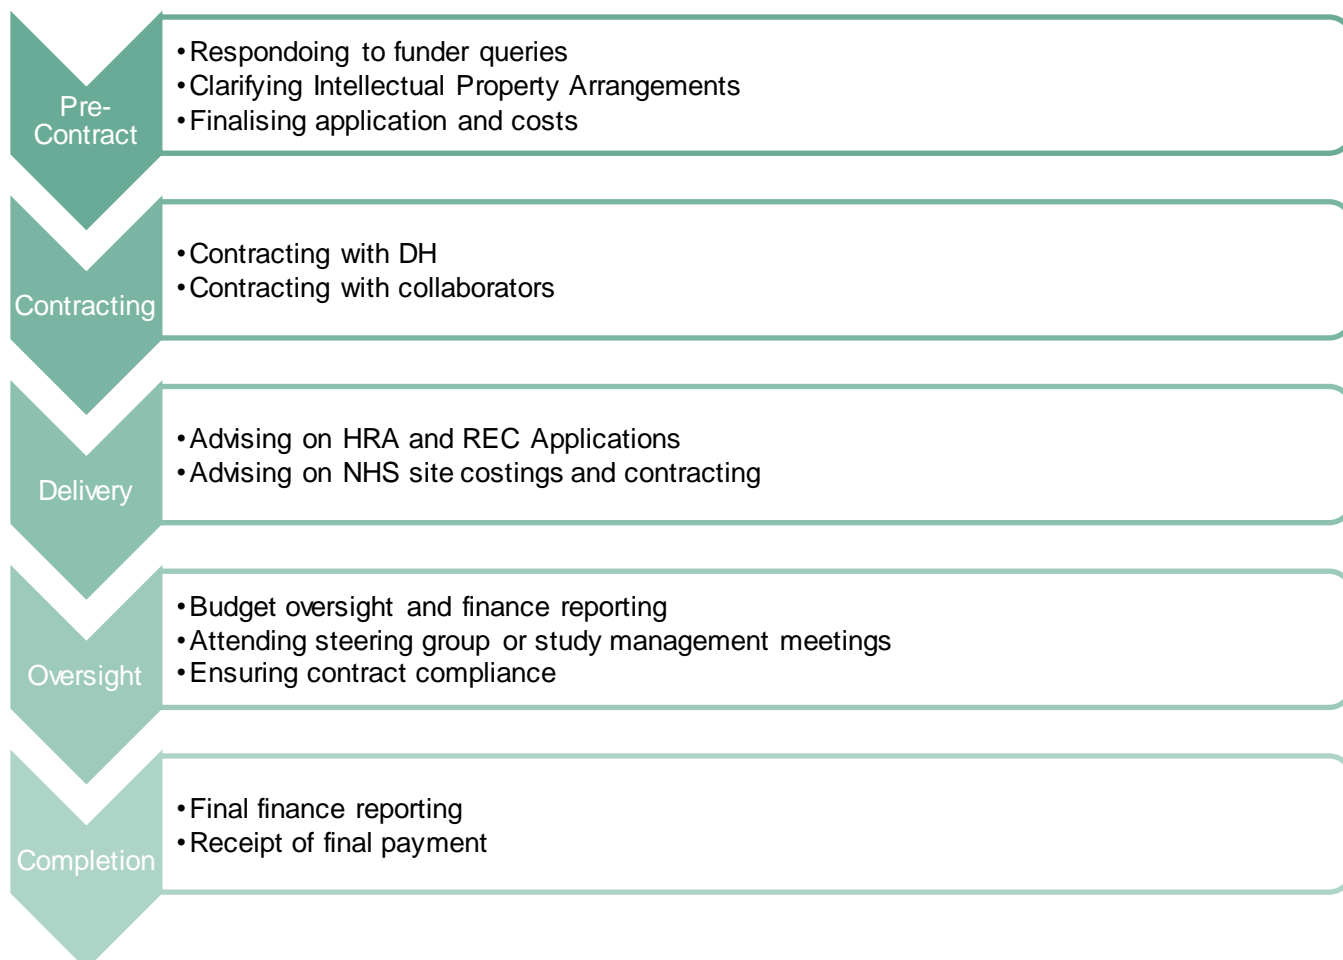 Pre-
Contract
•Respondoing to funder queries
•Clarifying Intellectual Property Arrangements
•Finalising application and costs
Contracting
•Contracting with DH
•Contracting with collaborators
Delivery
•Advising on HRA and REC Applications
•Advising on NHS site costings and contracting
Oversight
•Budget oversight and finance reporting
•Attending steering group or study management meetings
•Ensuring contract compliance
Completion
•Final finance reporting
•Receipt of final payment